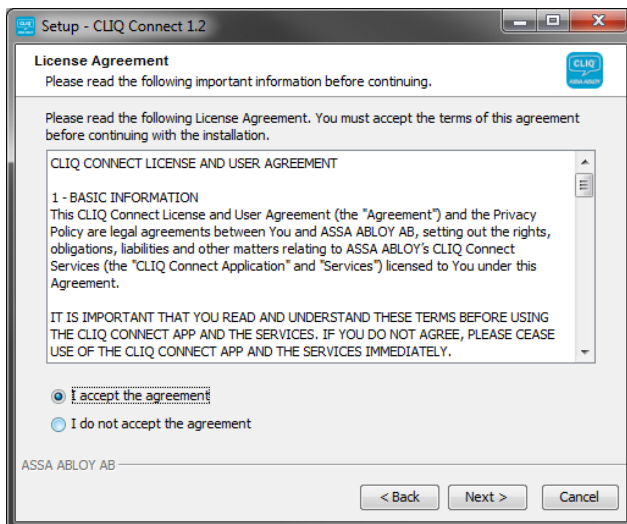 Setup - CLIQ Connect 1.2
License Agreement
Please read the following important information before continuing.
CLIQ
ASSA ABLOY
Please read the following License Agreement. You must accept the terms of this agreement
before continuing with the installation.
CLIQ CONNECT LICENSE AND USER AGREEMENT
1 - BASIC INFORMATION
This CLIQ Connect License and User Agreement (the "Agreement") and the Privacy
Policy are legal agreements between You and ASSA ABLOY AB, setting out the rights,
obligations, liabilities and other matters relating to ASSA ABLOY's CLIQ Connect
Services (the "CLIQ Connect Application" and "Services") licensed to You under this
Agreement.
IT IS IMPORTANT THAT YOU READ AND UNDERSTAND THESE TERMS BEFORE USING
THE CLIQ CONNECT APP AND THE SERVICES. IF YOU DO NOT AGREE, PLEASE CEASE
USE OF THE CLIQ CONNECT APP AND THE SERVICES IMMEDIATELY.
I accept the agreement
I do not accept the agreement
ASSA ABLOY AB
< Back Next > Cancel